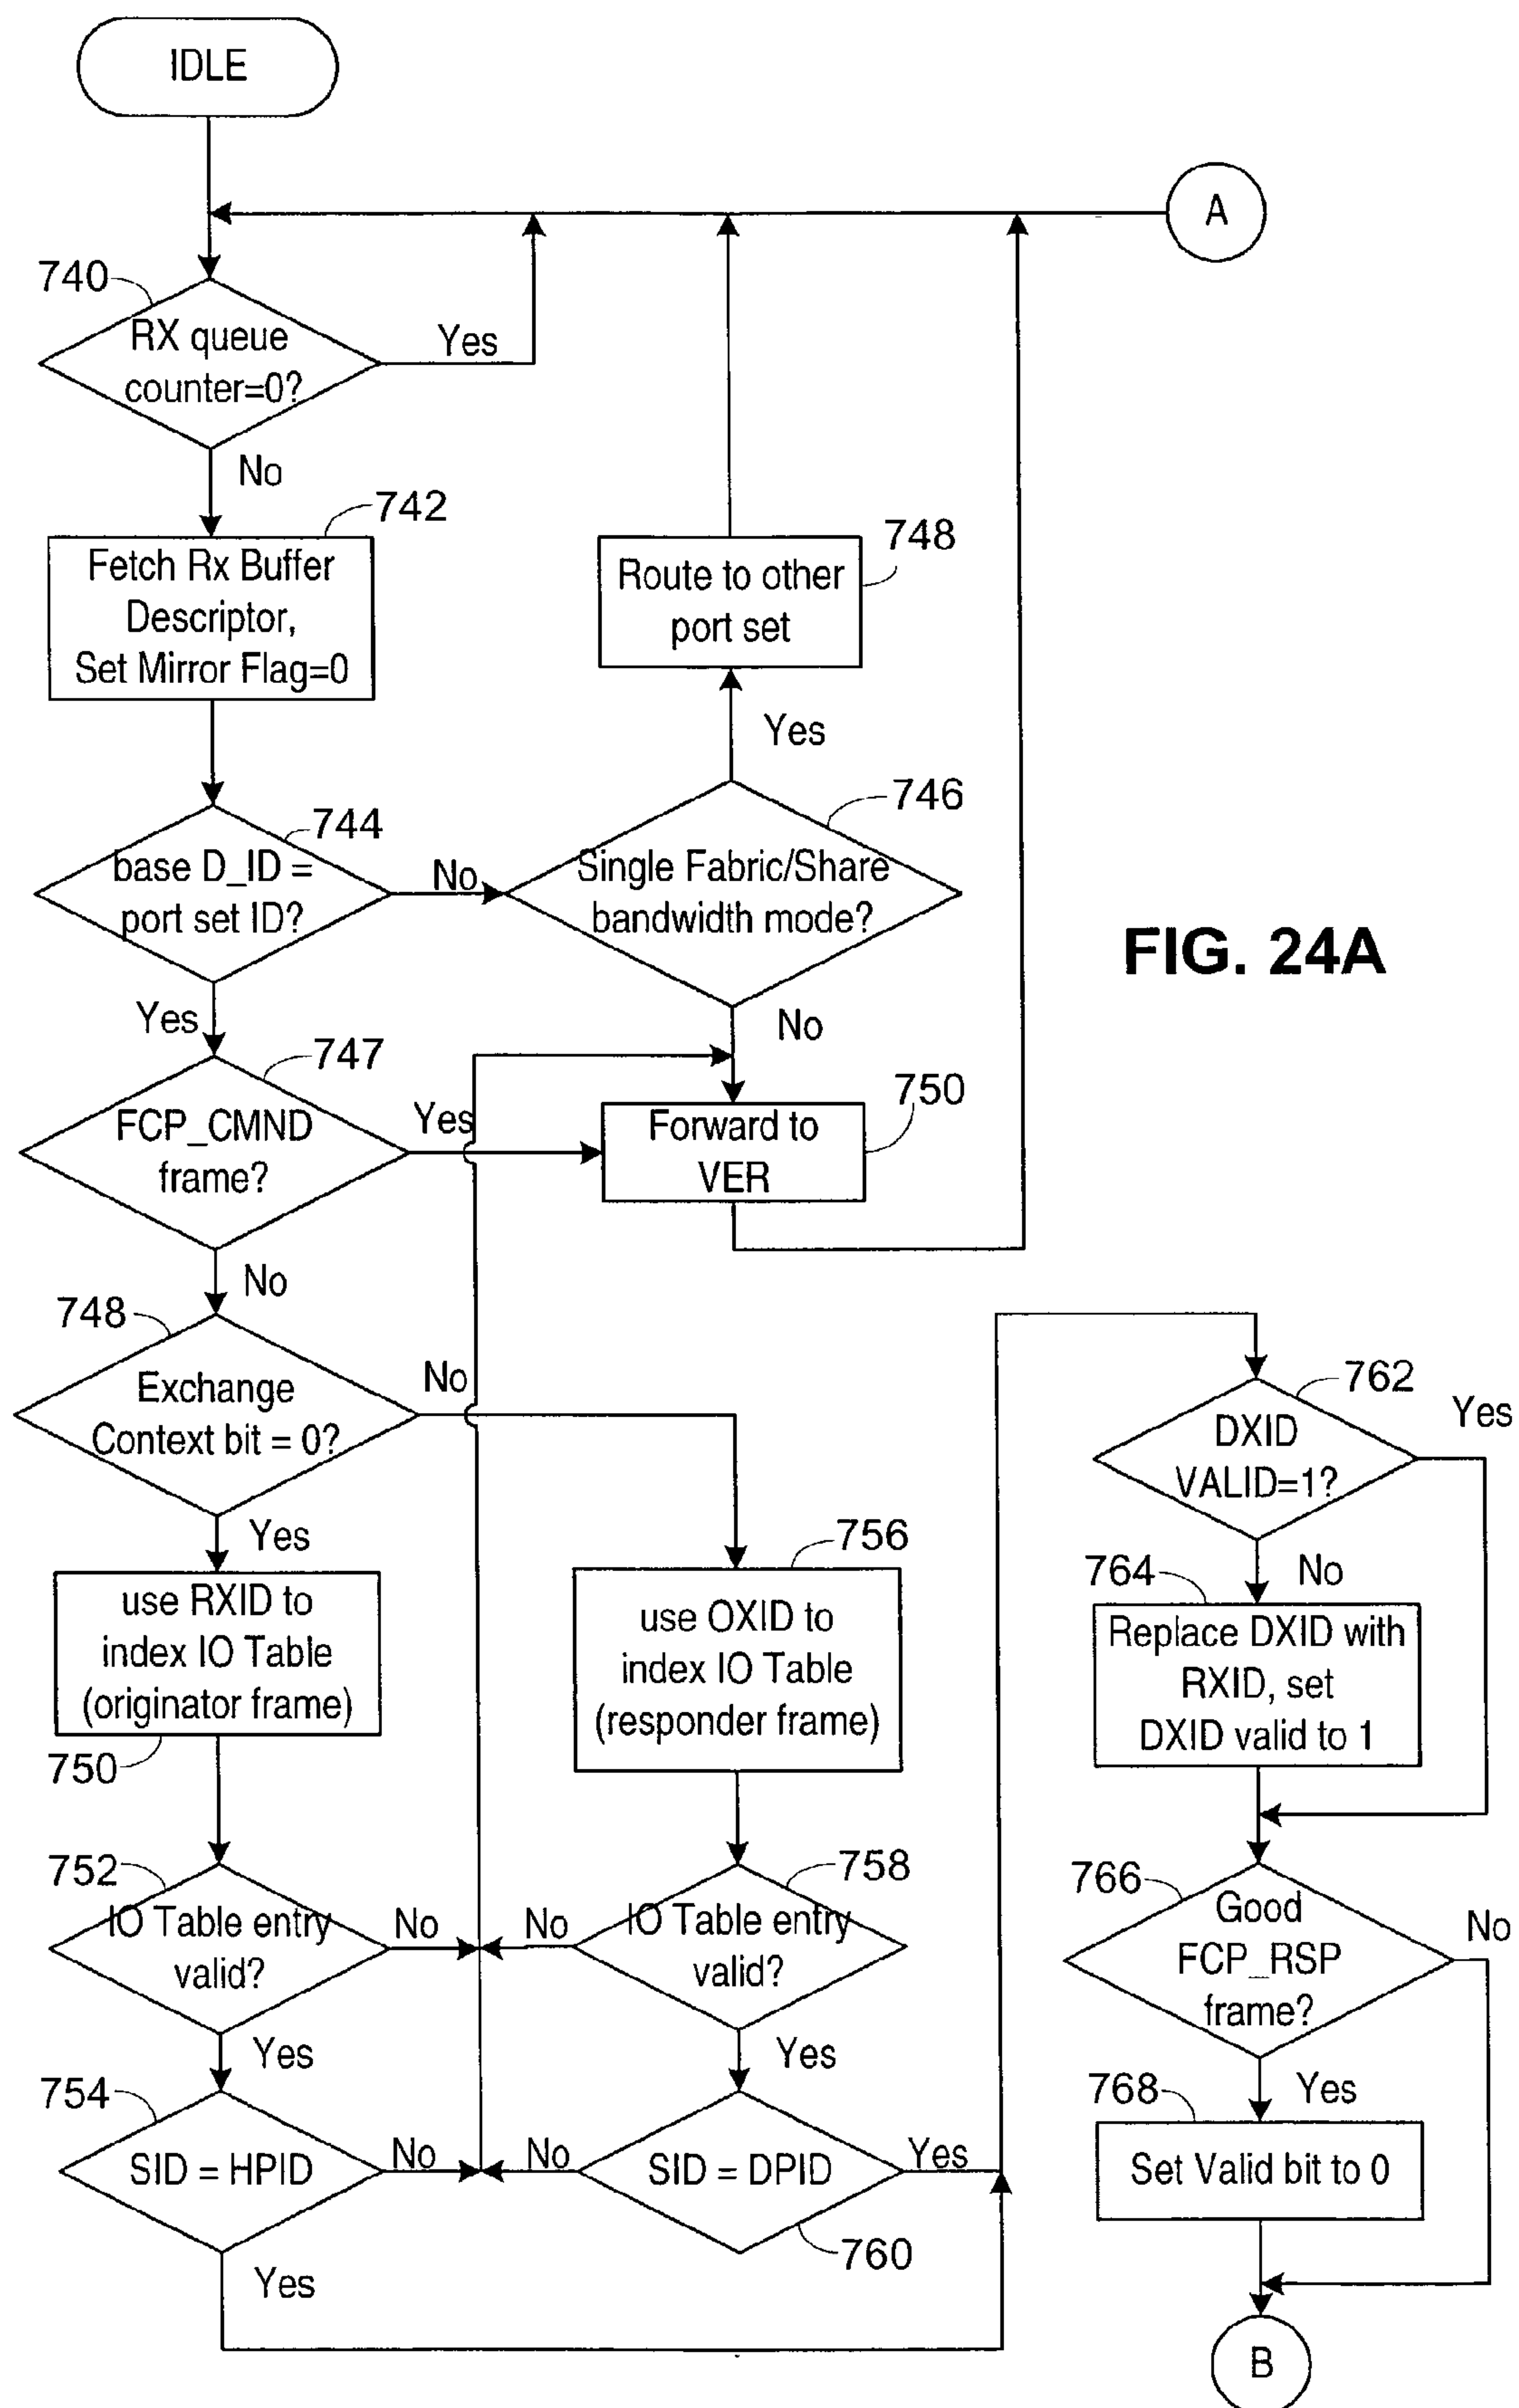 IDLE
A
740
RX queue
counter=0?
Yes
No
742
Fetch Rx Buffer
Descriptor,
Set Mirror Flag=0
748
Route to other
port set
Yes
744
base D_ID =
port set ID?
No
746
Single Fabric/Share
bandwidth mode?
FIG. 24A
Yes
No
747
FCP_CMND
frame?
Yes
750
Forward to
VER
No
748
Exchange
Context bit = 0?
No
Yes
750
use RXID to
index IO Table
(originator frame)
756
use OXID to
index IO Table
(responder frame)
752
IO Table entry
valid?
No
758
IO Table entry
valid?
No
Yes
Yes
754
SID = HPID
No
Yes
760
SID = DPID
No
Yes
762
DXID
VALID=1?
Yes
No
764
Replace DXID with
RXID, set
DXID valid to 1
766
Good
FCP_RSP
frame?
No
Yes
768
Set Valid bit to 0
B